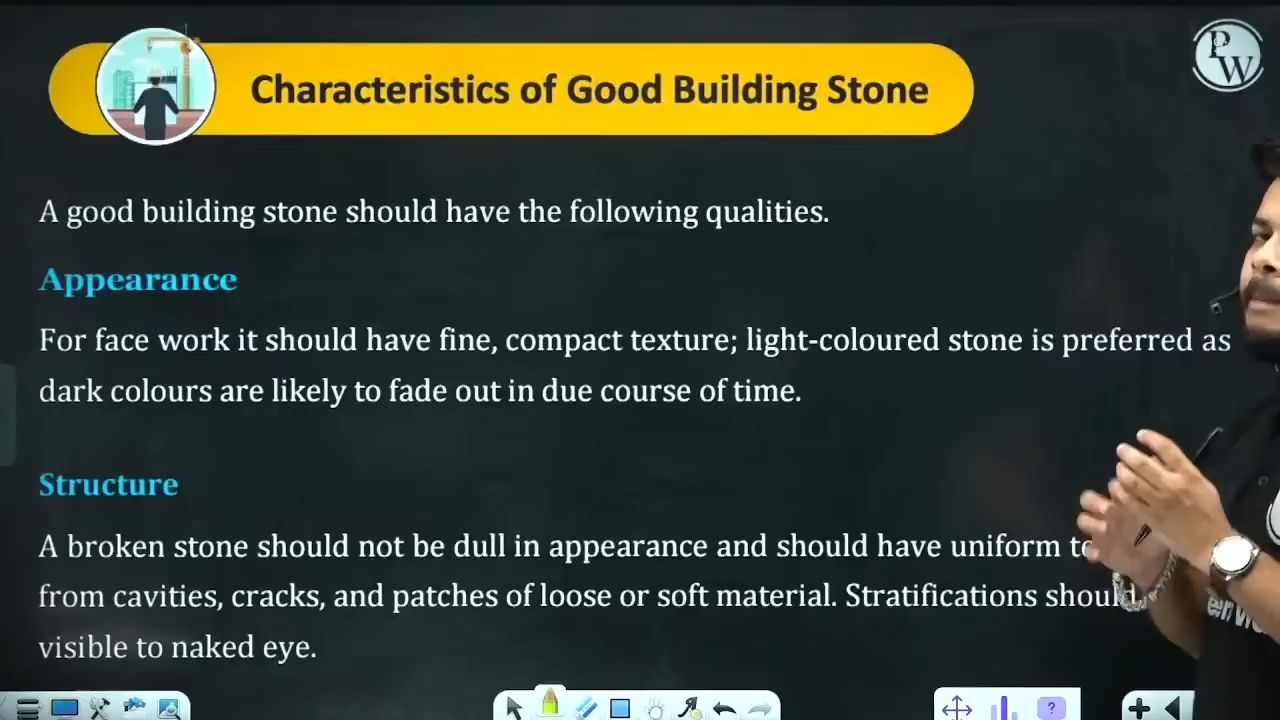 Characteristics of Good Building Stone
PW
A good building stone should have the following qualities.
Appearance
For face work it should have fine, compact texture; light-coloured stone is preferred as
dark colours are likely to fade out in due course of time.
Structure
A broken stone should not be dull in appearance and should have uniform
from cavities, cracks, and patches of loose or soft material. Stratifications should
visible to naked eye.